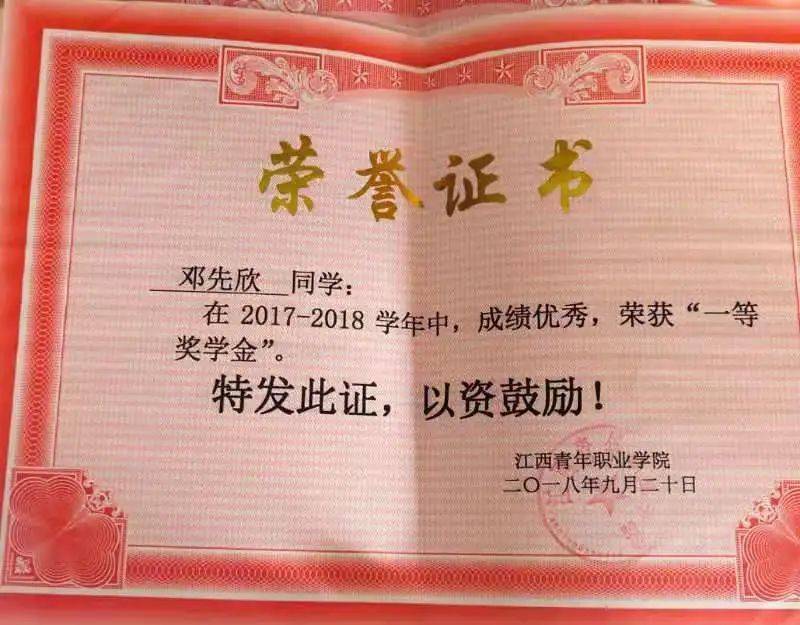 荣誉证书
邓先欣 同学：
在 2017-2018 学年中，成绩优秀，荣获“一等
奖学金”。
特发此证，以资鼓励！
江西青年职业学院
二〇一八年九月二十日